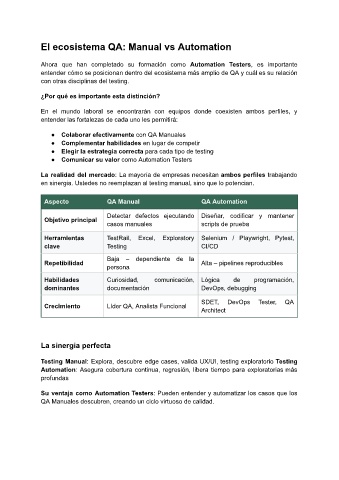 El ecosistema QA: Manual vs Automation
Ahora que han completado su formación como Automation Testers, es importante
entender cómo se posicionan dentro del ecosistema más amplio de QA y cuál es su relación
con otras disciplinas del testing.
¿Por qué es importante esta distinción?
En el mundo laboral se encontrarán con equipos donde coexisten ambos perfiles, y
entender las fortalezas de cada uno les permitirá:
● Colaborar efectivamente con QA Manuales
● Complementar habilidades en lugar de competir
● Elegir la estrategia correcta para cada tipo de testing
● Comunicar su valor como Automation Testers
La realidad del mercado: La mayoría de empresas necesitan ambos perfiles trabajando
en sinergia. Ustedes no reemplazan al testing manual, sino que lo potencian.
Aspecto QA Manual QA Automation
Objetivo principal Detectar defectos ejecutando Diseñar, codificar y mantener
casos manuales scripts de prueba
Herramientas TestRail, Excel, Exploratory Selenium / Playwright, Pytest,
clave Testing CI/CD
Repetibilidad Baja – dependiente de la Alta – pipelines reproducibles
persona
Habilidades Curiosidad, comunicación, Lógica de programación,
dominantes documentación DevOps, debugging
Crecimiento Líder QA, Analista Funcional SDET, DevOps Tester, QA
Architect
La sinergia perfecta
Testing Manual: Explora, descubre edge cases, valida UX/UI, testing exploratorio Testing
Automation: Asegura cobertura continua, regresión, libera tiempo para exploratorias más
profundas
Su ventaja como Automation Testers: Pueden entender y automatizar los casos que los
QA Manuales descubren, creando un ciclo virtuoso de calidad.